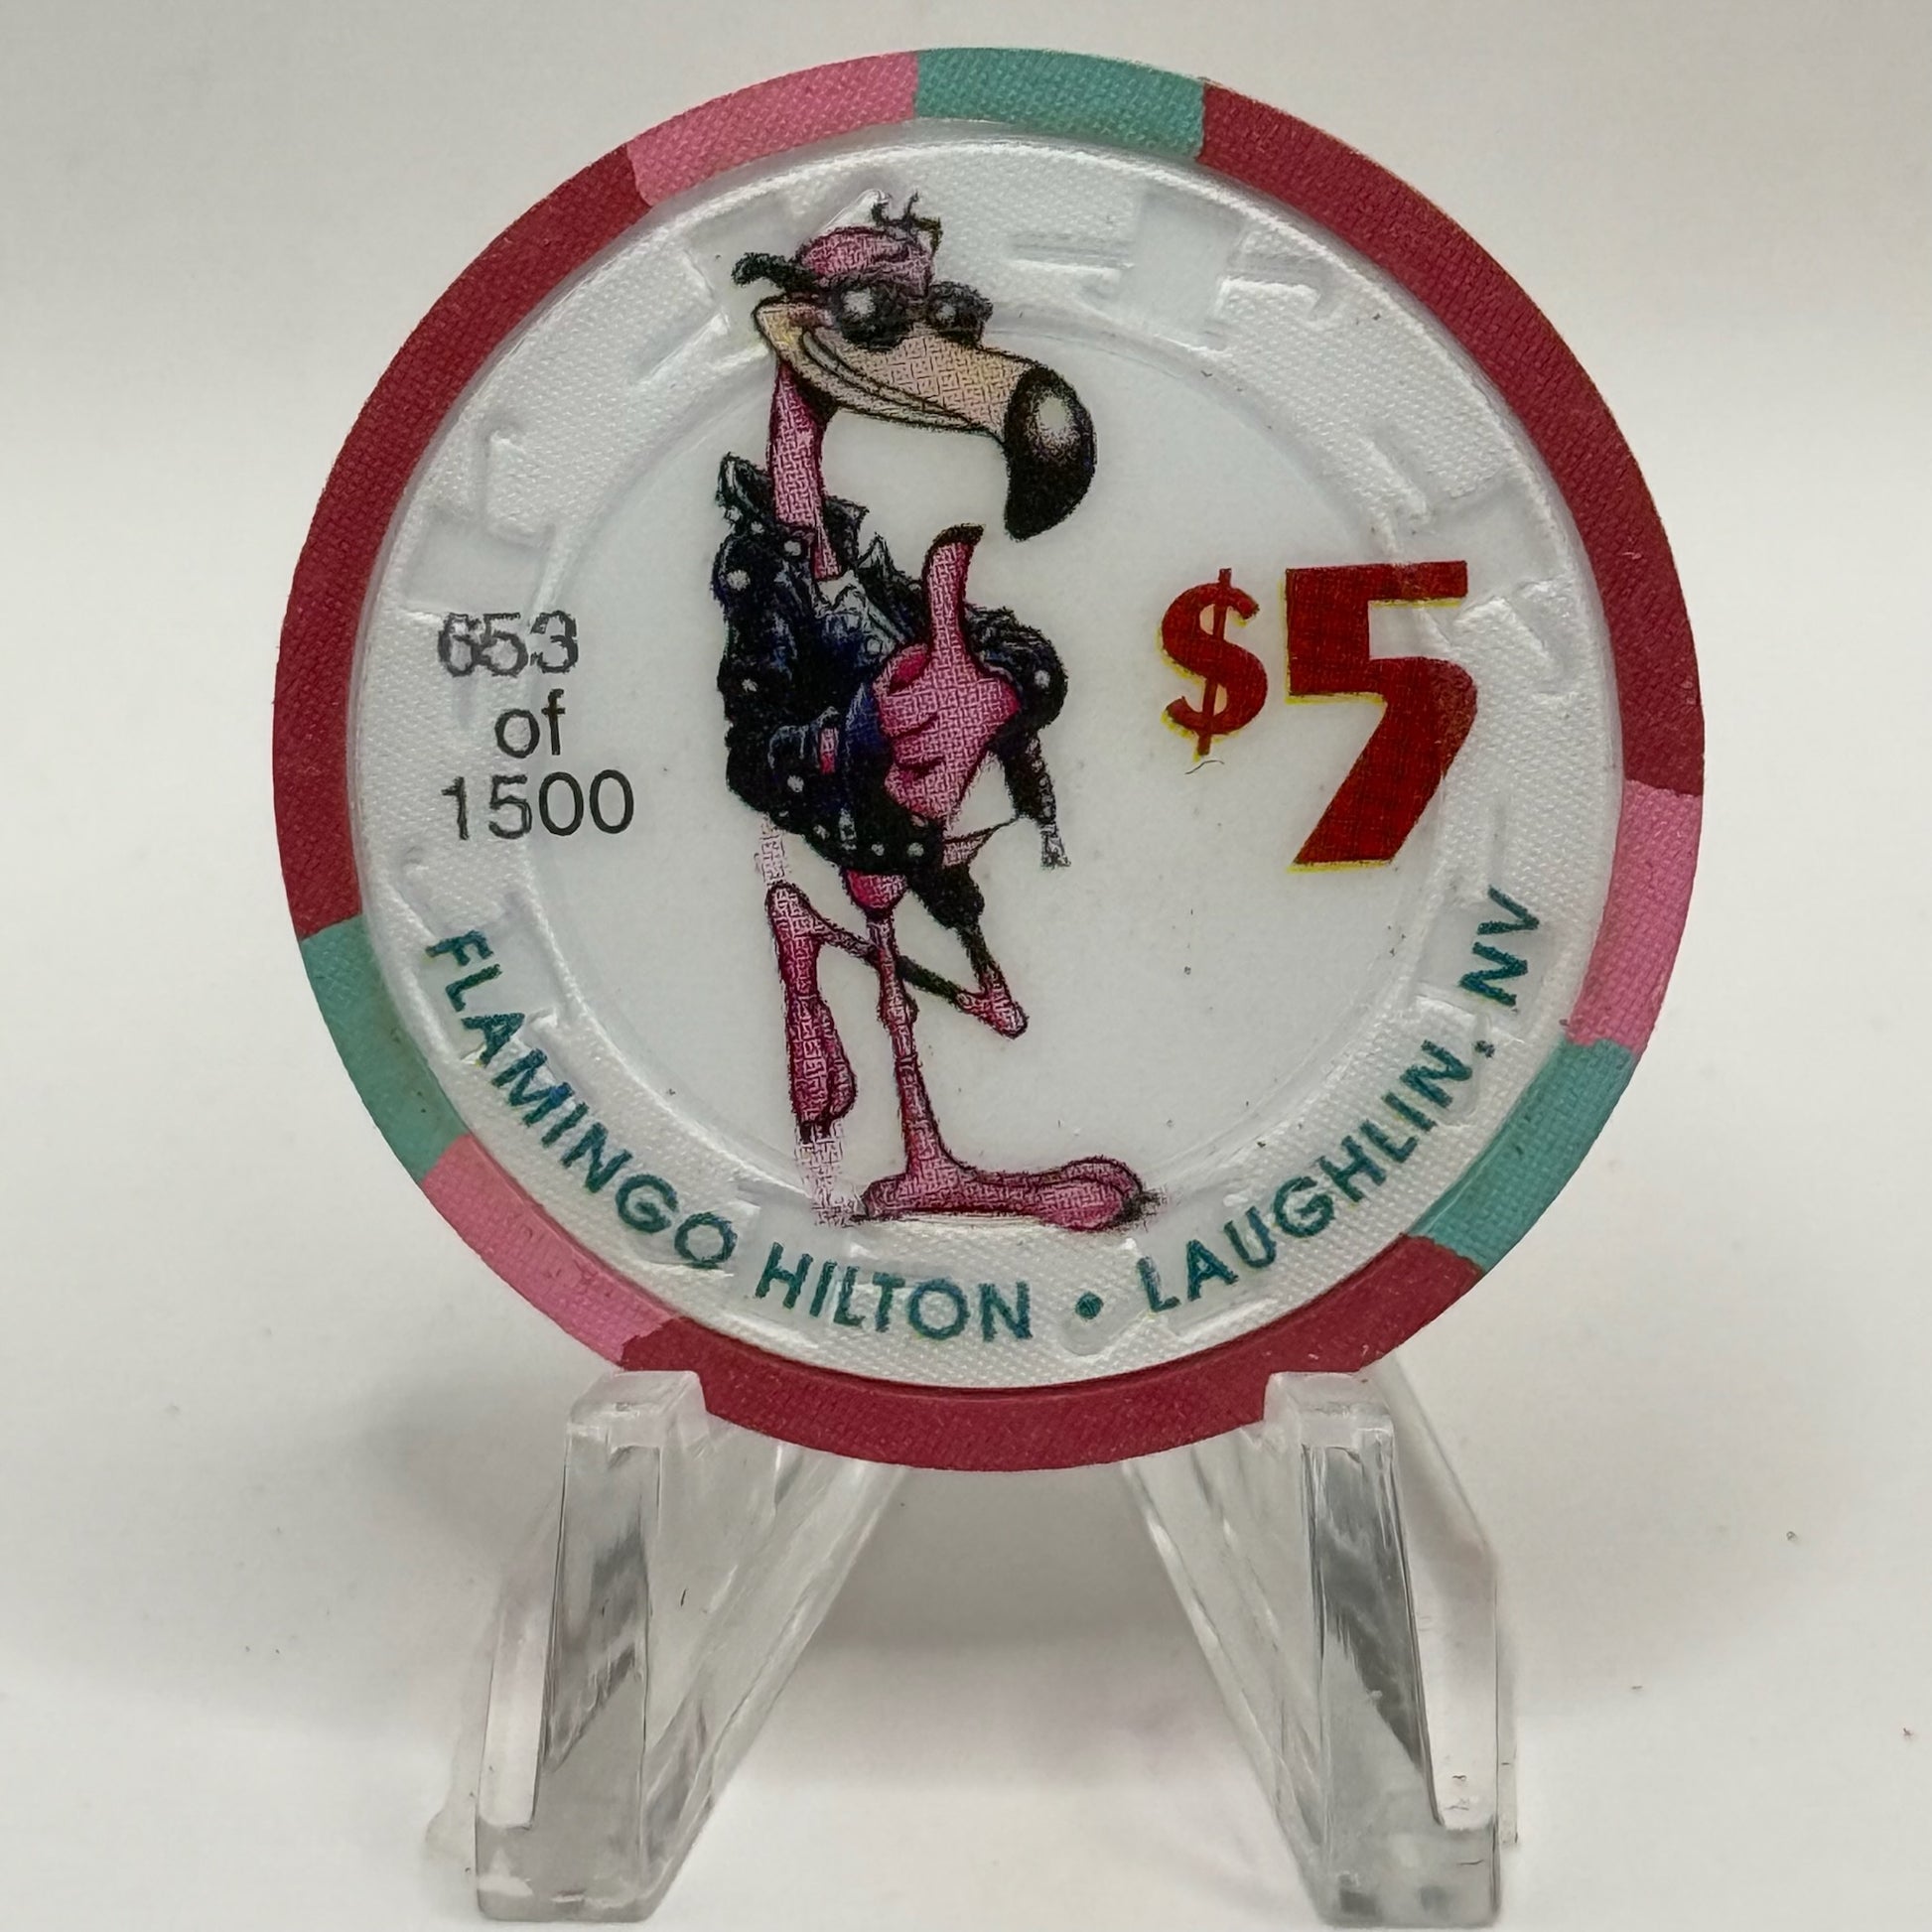 653
of
1500
$5
FLAMINGO HILTON • LAUGHLIN, NV